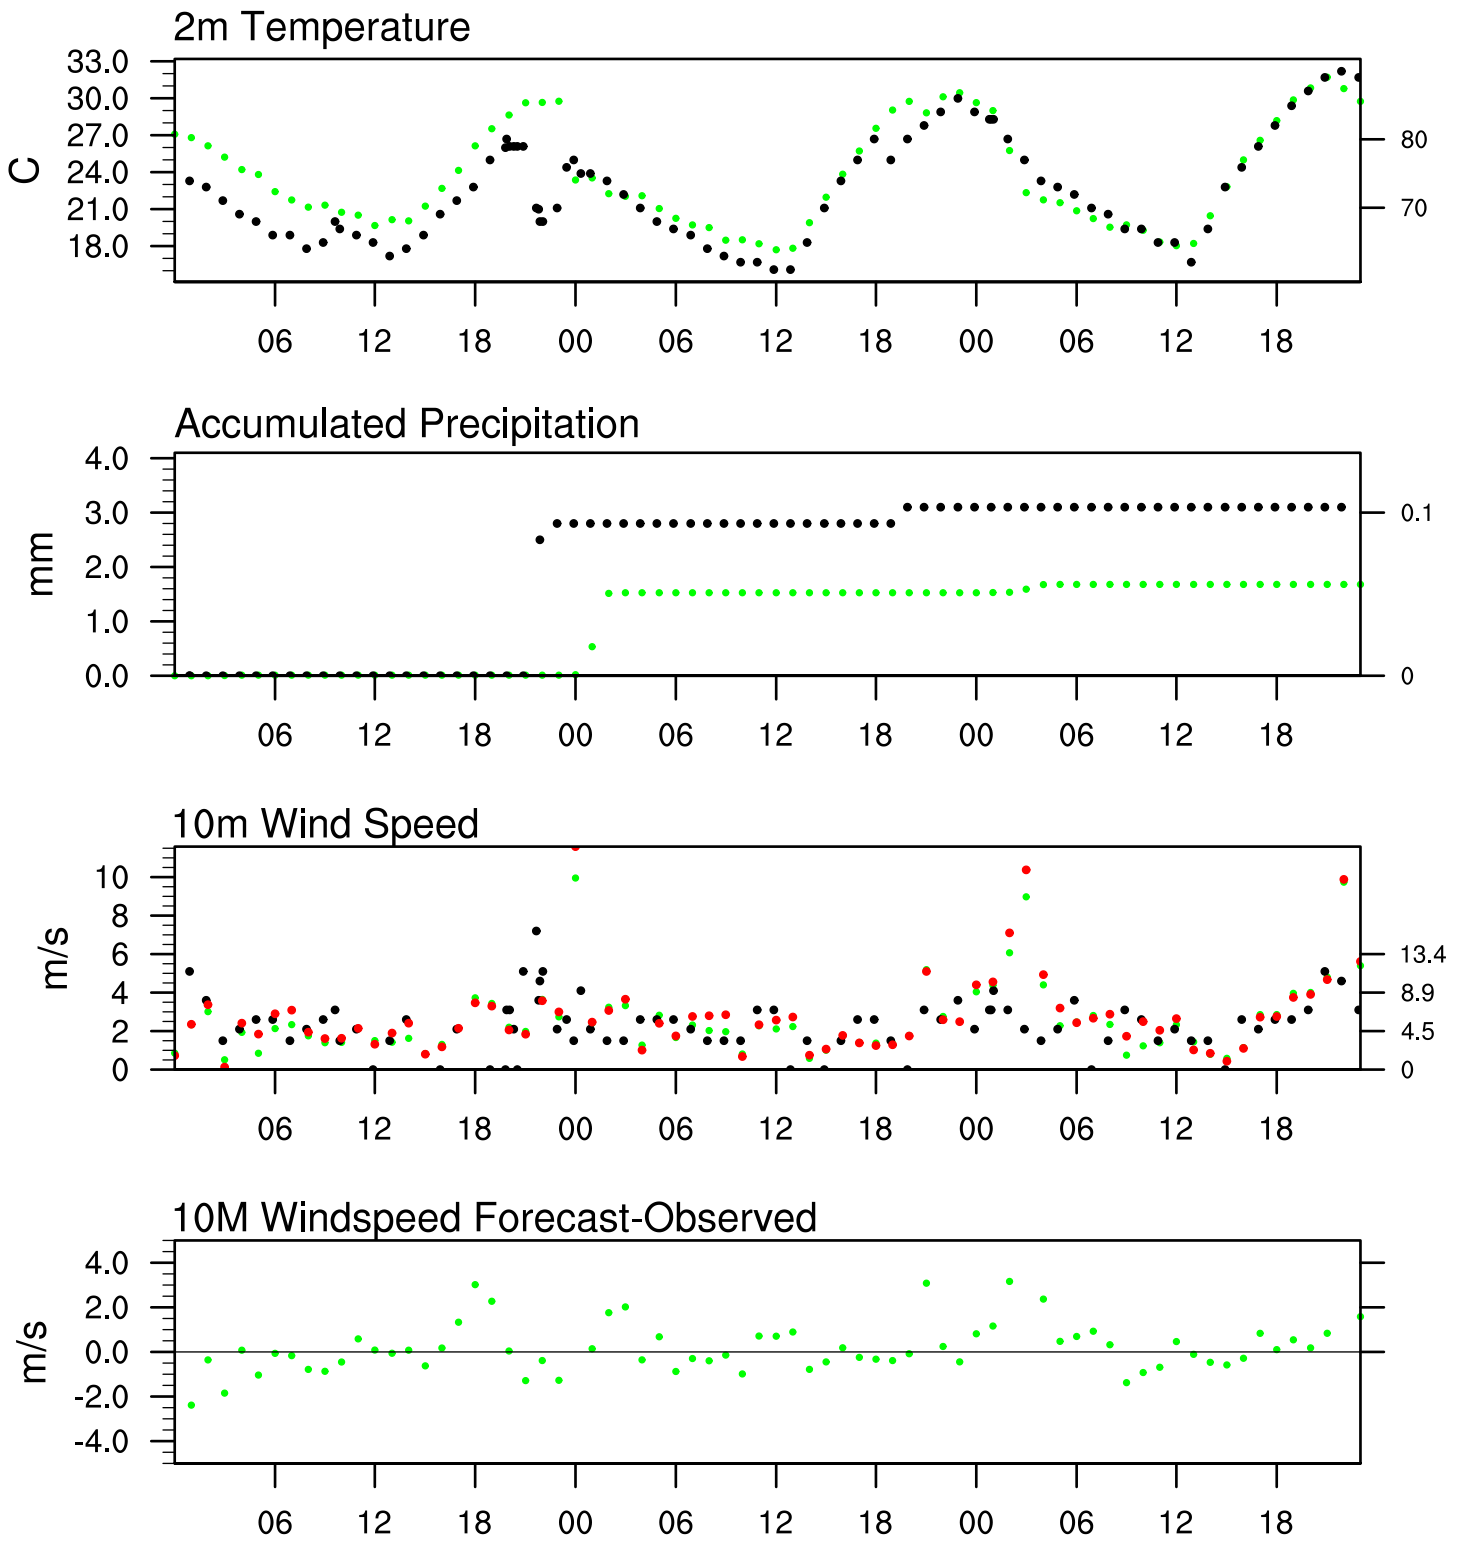 2m Temperature
33.0
30.0
27.0
24.0
21.0
18.0
C
80
70
06 12 18 00 06 12 18 00 06 12 18
Accumulated Precipitation
4.0
3.0
2.0
1.0
0.0
mm
0.1
0
06 12 18 00 06 12 18 00 06 12 18
10m Wind Speed
10
8
6
4
2
0
m/s
13.4
8.9
4.5
0
06 12 18 00 06 12 18 00 06 12 18
10M Windspeed Forecast-Observed
4.0
2.0
0.0
-2.0
-4.0
m/s
06 12 18 00 06 12 18 00 06 12 18